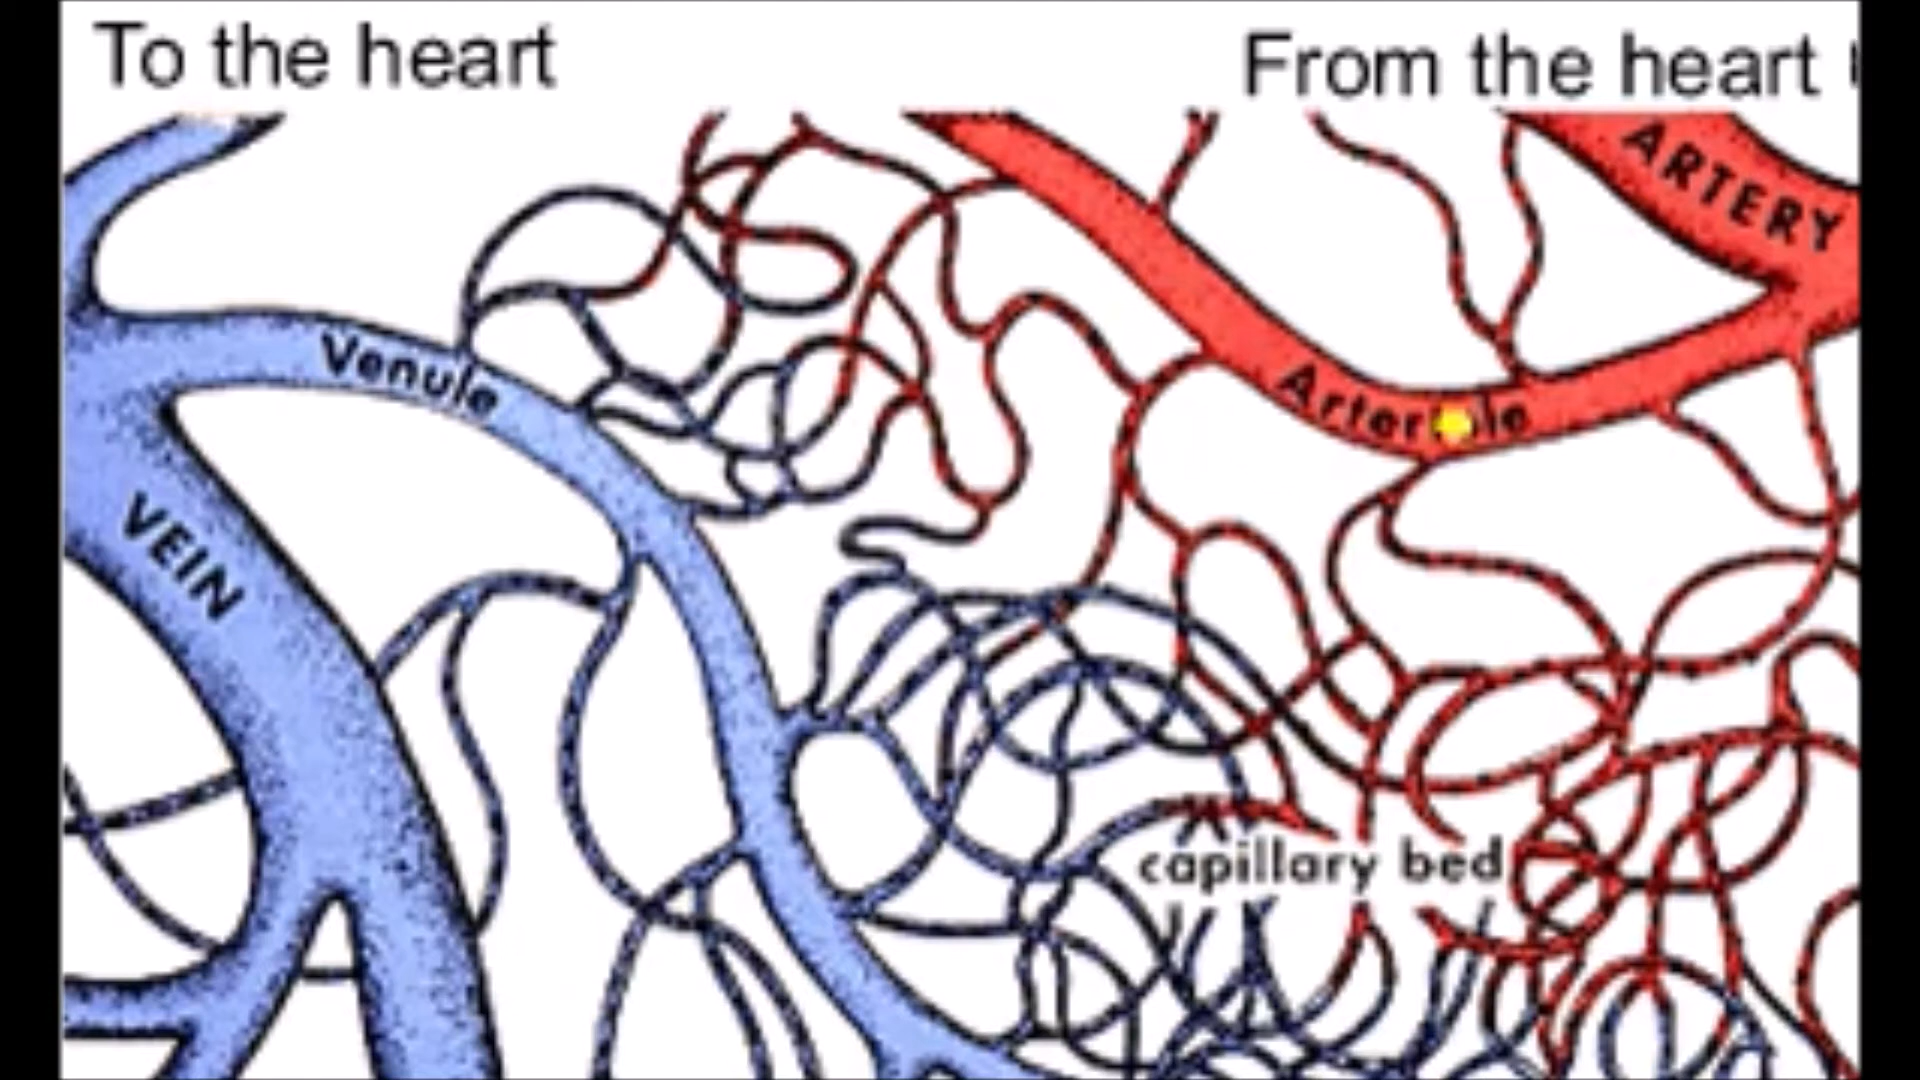 To the heart
From the heart
ARTERY
Venule
Arteriole
VEIN
capillary bed